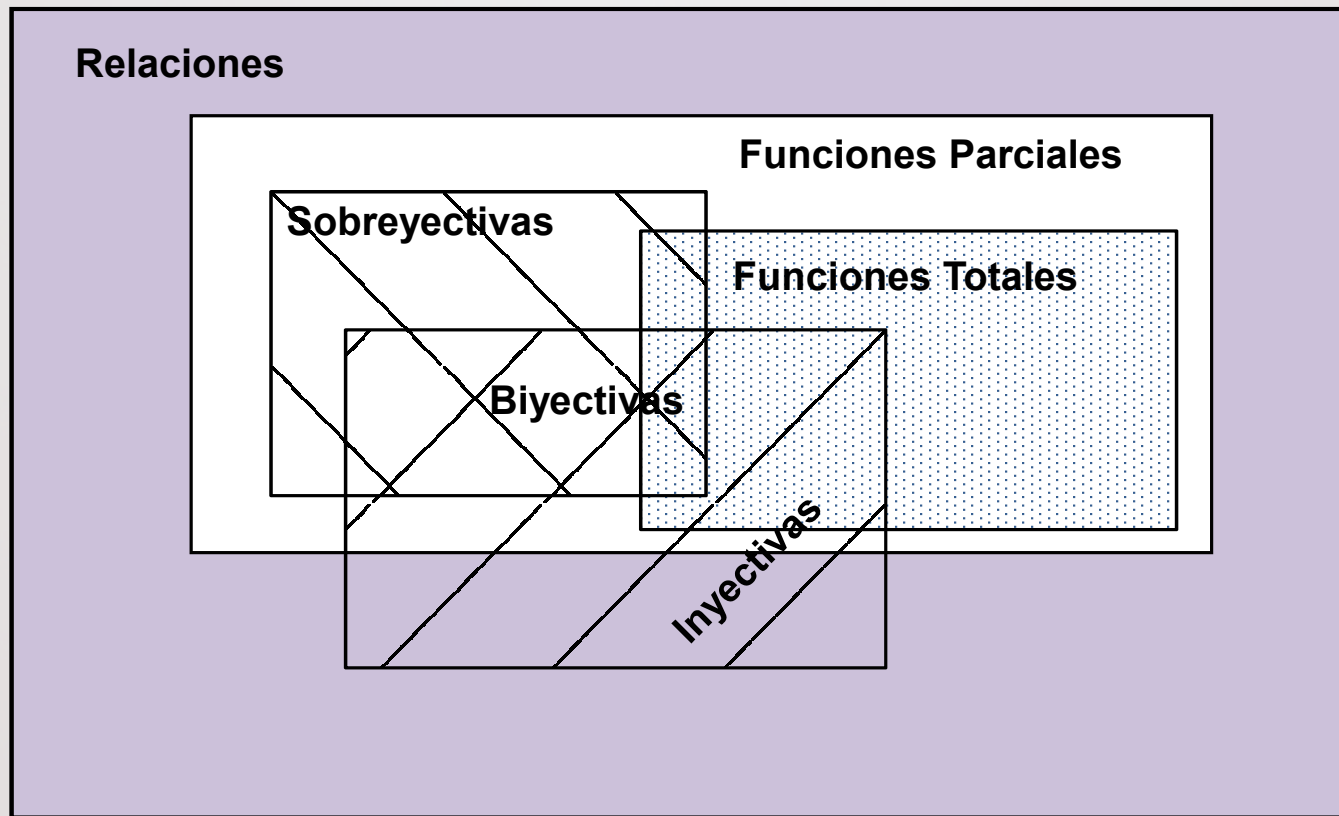 Relaciones
Funciones Parciales
Sobreyectivas
Funciones Totales
Biyectivas
Inyectivas